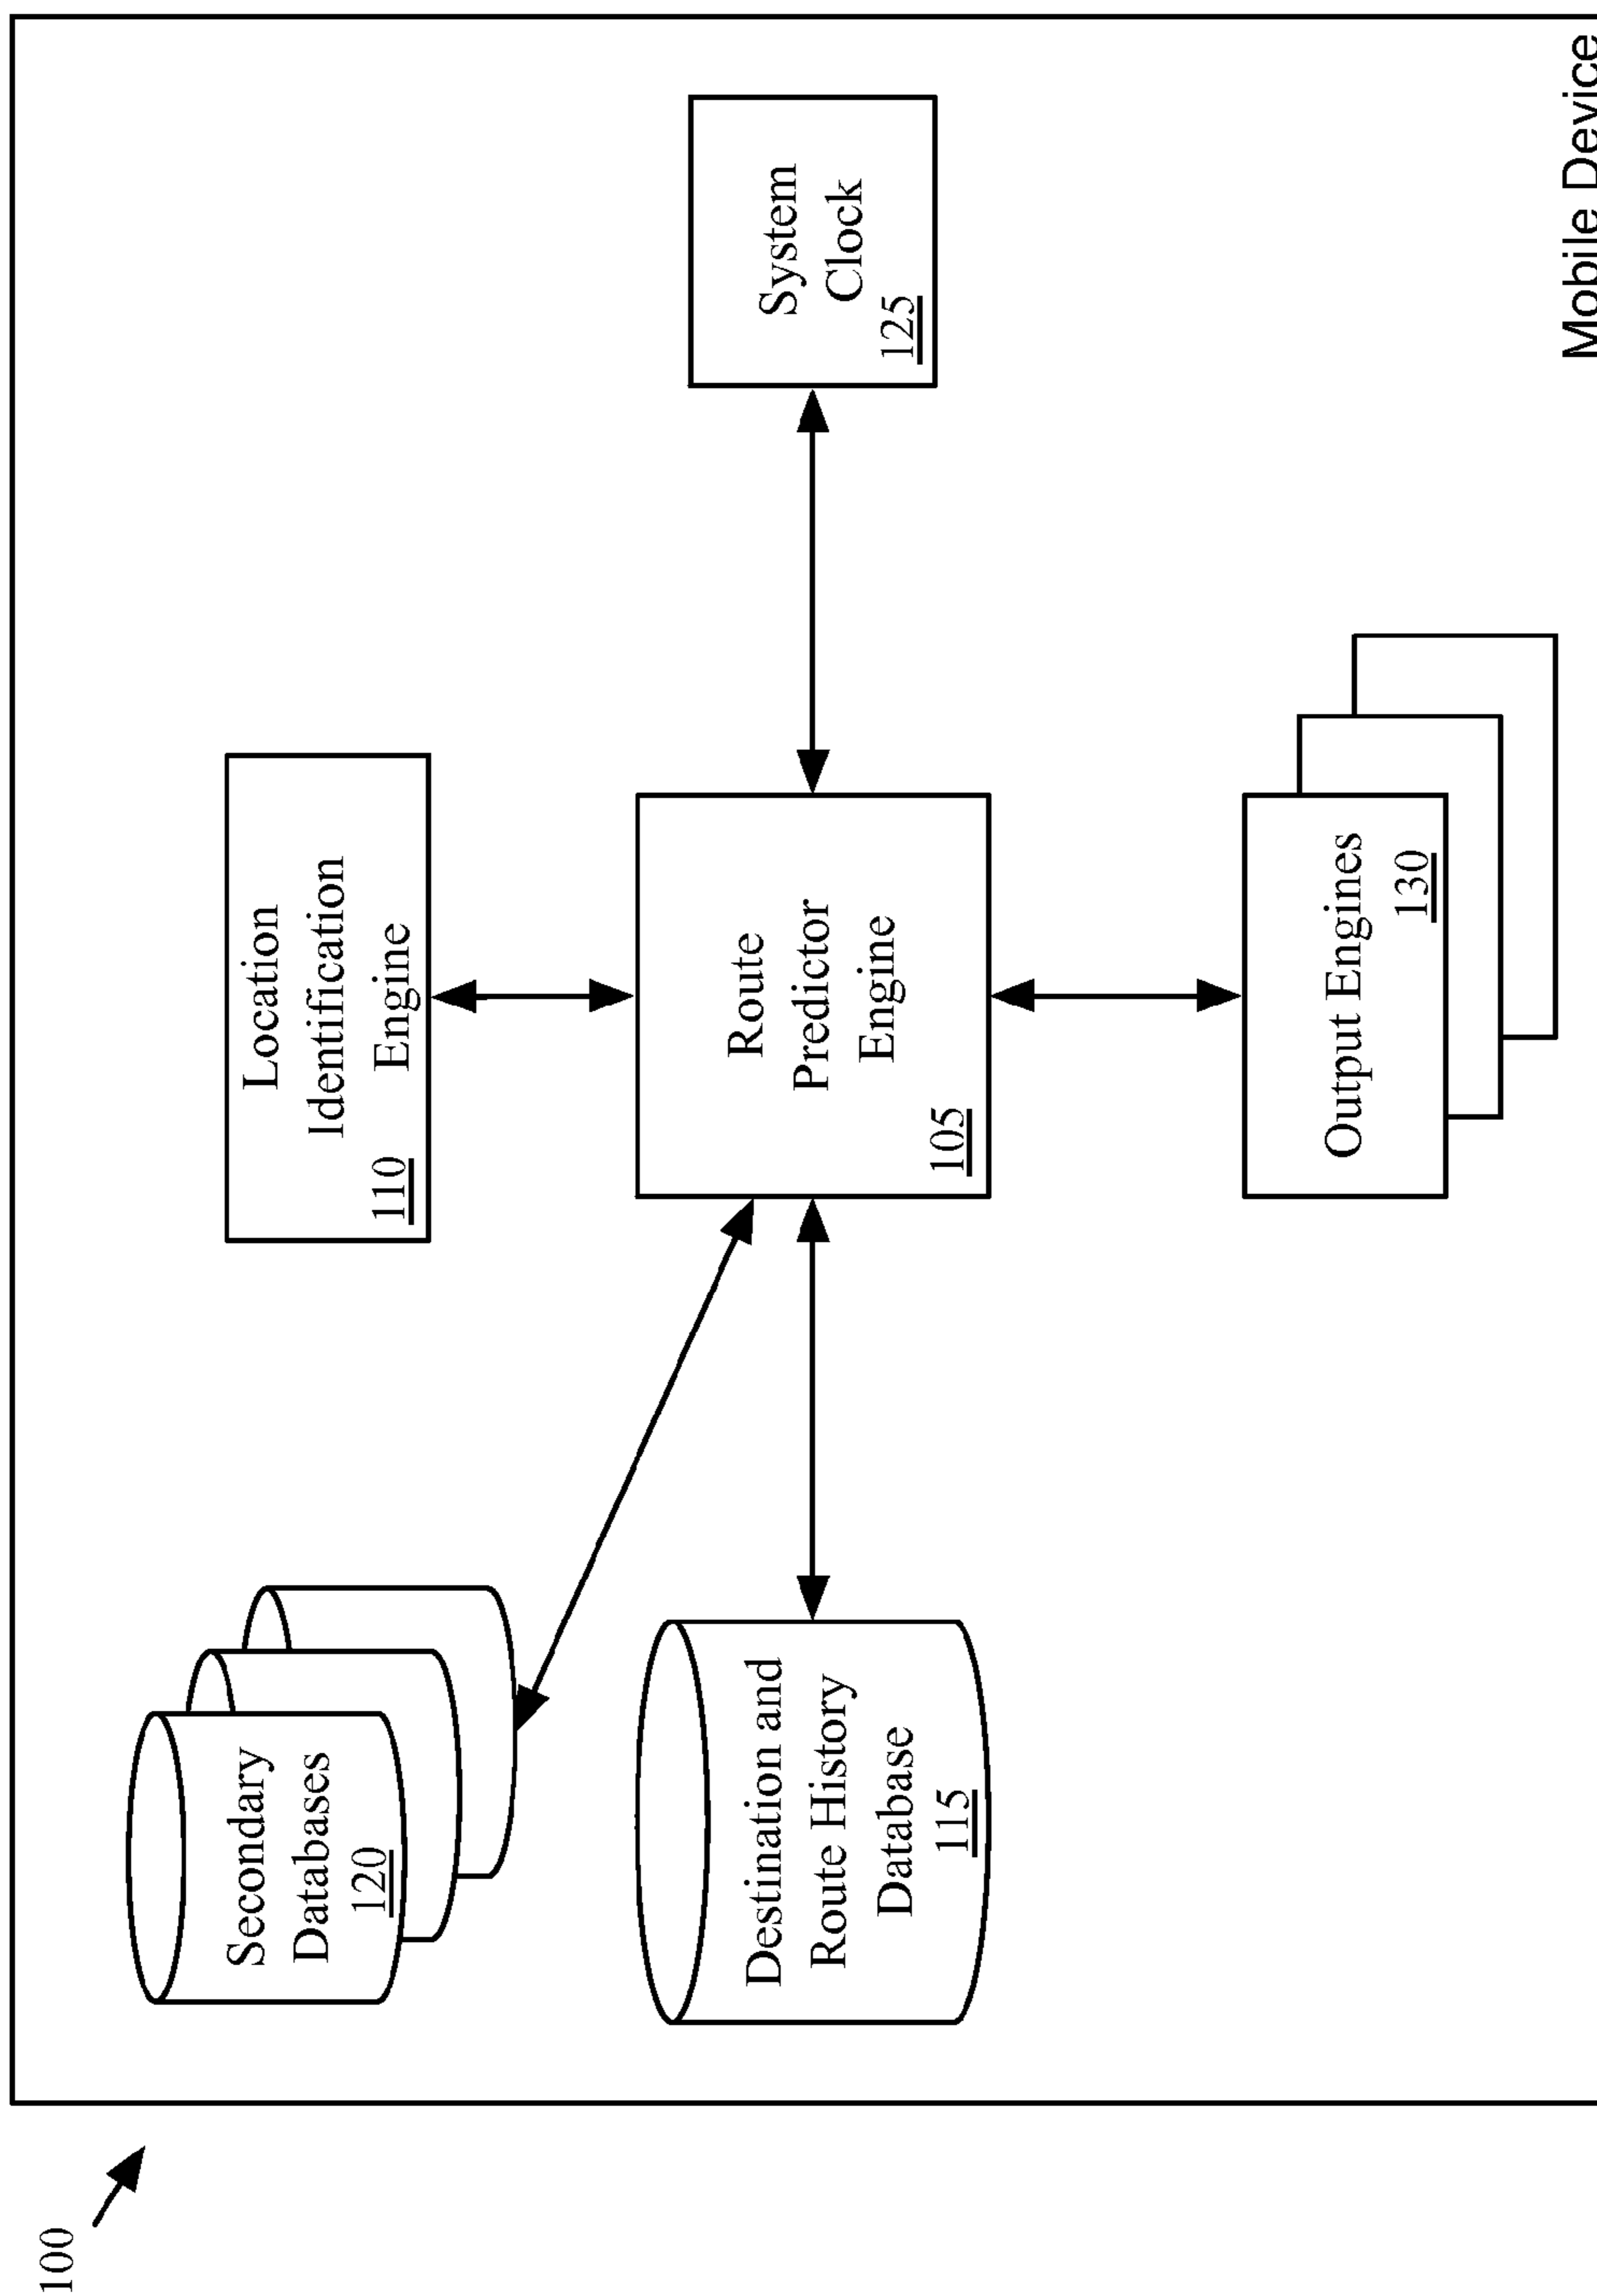 100
Secondary
Databases
120
Location
Identification
Engine
110
Destination and
Route History
Database
115
Route
Predictor
Engine
105
System
Clock
125
Output Engines
130
Mobile Device